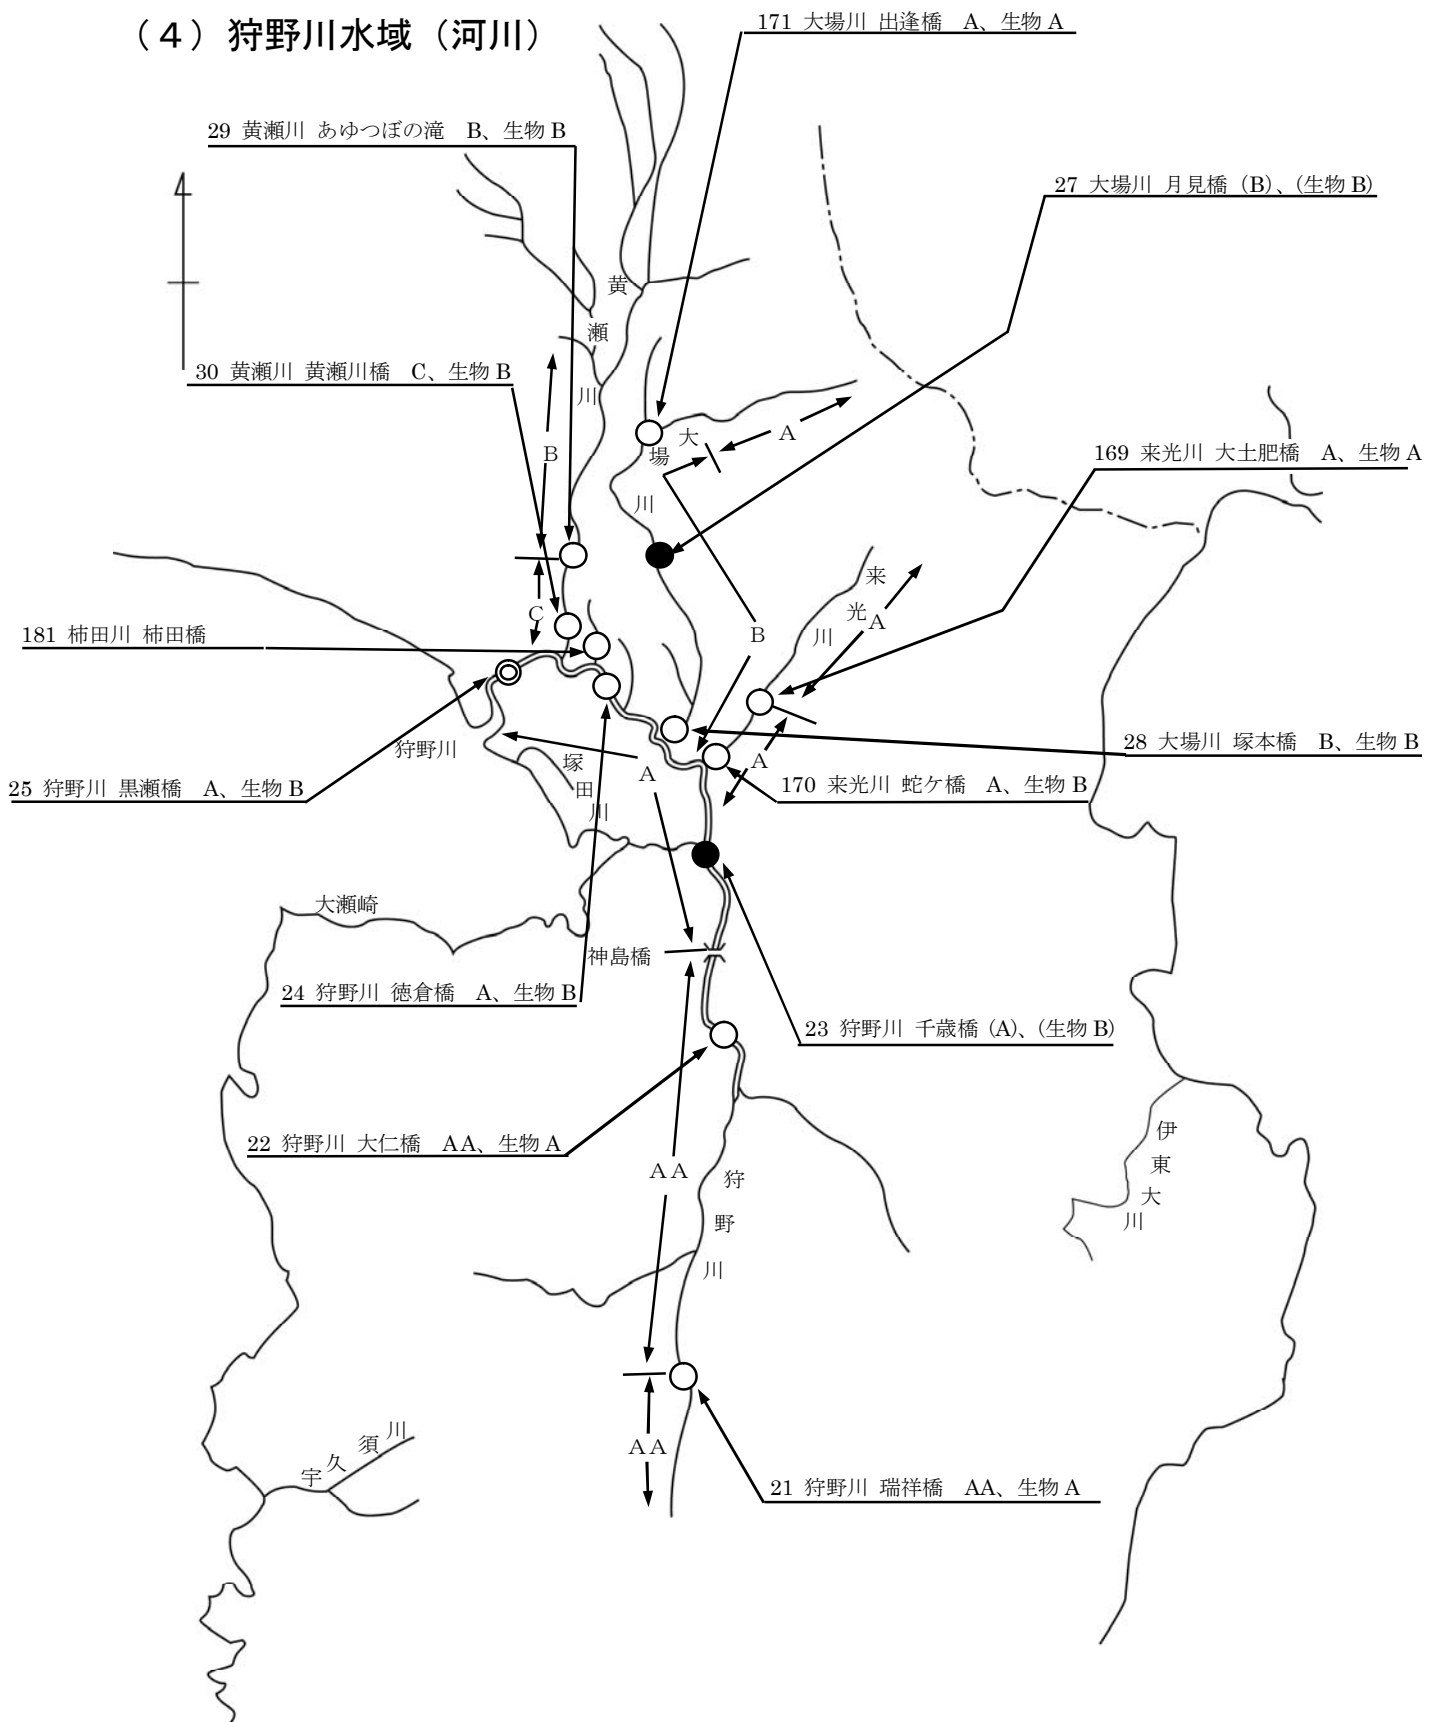 （４）狩野川水域（河川）
171 大場川 出逢橋　A、生物 A
29 黄瀬川 あゆつぼの滝　B、生物 B
27 大場川 月見橋 (B)、(生物 B)
黄瀬川
30 黄瀬川 黄瀬川橋　C、生物 B
B
大場川
A
169 来光川 大土肥橋　A、生物 A
来光川
A
C
B
181 柿田川 柿田橋
狩野川
塚田川
A
A
28 大場川 塚本橋　B、生物 B
25 狩野川 黒瀬橋　A、生物 B
170 来光川 蛇ケ橋　A、生物 B
大瀬崎
神島橋
24 狩野川 徳倉橋　A、生物 B
23 狩野川 千歳橋 (A)、(生物 B)
22 狩野川 大仁橋　AA、生物 A
AA
狩野川
伊東大川
宇久須川
AA
21 狩野川 瑞祥橋　AA、生物 A